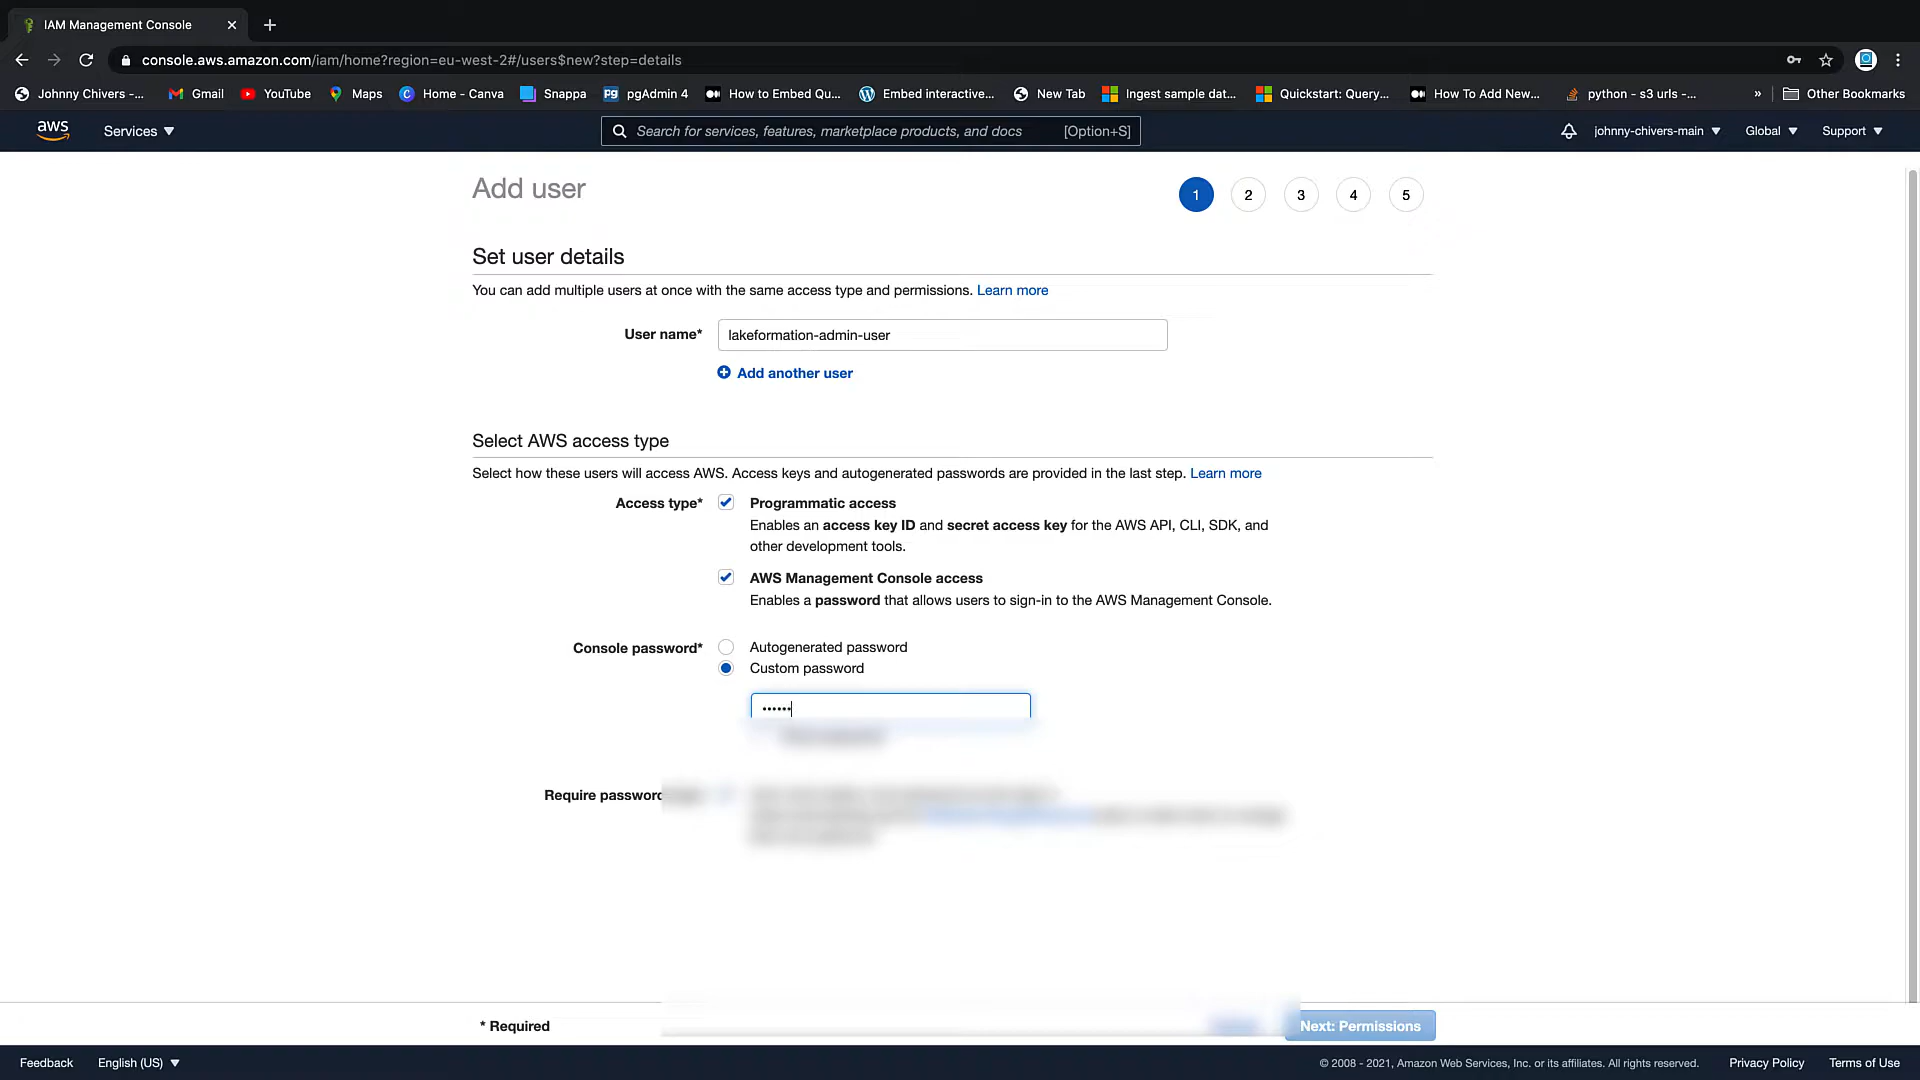 IAM Management Console
console.aws.amazon.com/iam/home?region=eu-west-2#/users$new?step=details
Johnny Chivers -... Gmail YouTube Maps Home - Canva Snappa pgAdmin 4 How to Embed Qu... Embed interactive... New Tab Ingest sample dat... Quickstart: Query... How To Add New... python - s3 urls -... » Other Bookmarks
aws Services Search for services, features, marketplace products, and docs [Option+S] johnny-chivers-main Global Support
Add user 1 2 3 4 5
Set user details
You can add multiple users at once with the same access type and permissions. Learn more
User name* lakeformation-admin-user
Add another user
Select AWS access type
Select how these users will access AWS. Access keys and autogenerated passwords are provided in the last step. Learn more
Access type* Programmatic access
Enables an access key ID and secret access key for the AWS API, CLI, SDK, and
other development tools.
AWS Management Console access
Enables a password that allows users to sign-in to the AWS Management Console.
Console password* Autogenerated password
Custom password
••••••
Require password
* Required Next: Permissions
Feedback English (US) © 2008 - 2021, Amazon Web Services, Inc. or its affiliates. All rights reserved. Privacy Policy Terms of Use